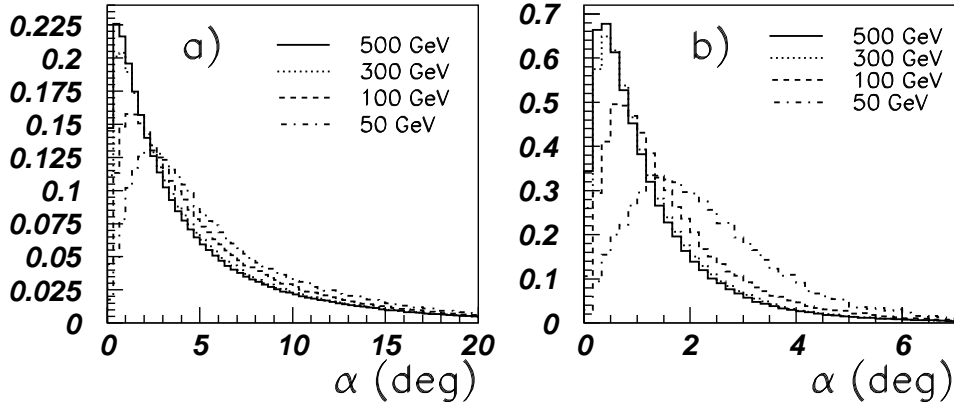 a)
500 GeV
300 GeV
100 GeV
50 GeV
0.225
0.2
0.175
0.15
0.125
0.1
0.075
0.05
0.025
0
0 5 10 15 20
α (deg)
b)
500 GeV
300 GeV
100 GeV
50 GeV
0.7
0.6
0.5
0.4
0.3
0.2
0.1
0
0 2 4 6
α (deg)